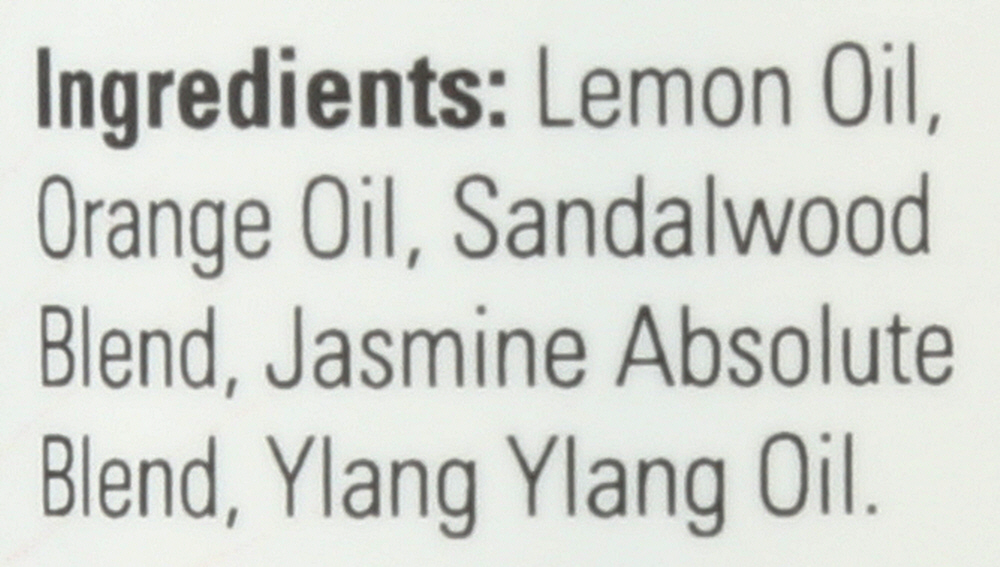 Ingredients: Lemon Oil,
Orange Oil, Sandalwood
Blend, Jasmine Absolute
Blend, Ylang Ylang Oil.